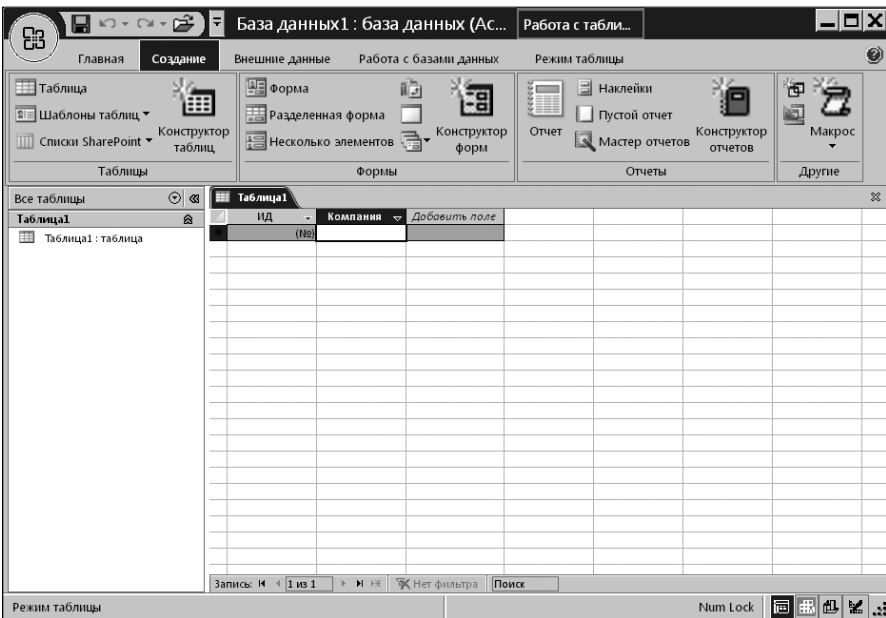 База данных1 : база данных (Ac... Работа с табли...
Главная Создание Внешние данные Работа с базами данных Режим таблицы
Таблица
Шаблоны таблиц
Списки SharePoint
Конструктор таблиц
Таблицы
Форма
Разделенная форма
Несколько элементов
Конструктор форм
Формы
Отчет
Наклейки
Пустой отчет
Мастер отчетов
Конструктор отчетов
Отчеты
Макрос
Другие
Все таблицы
Таблица1
Таблица1 : таблица
Таблица1
ИД Компания Добавить поле
(№)
Запись: 1 из 1 Нет фильтра Поиск
Режим таблицы Num Lock